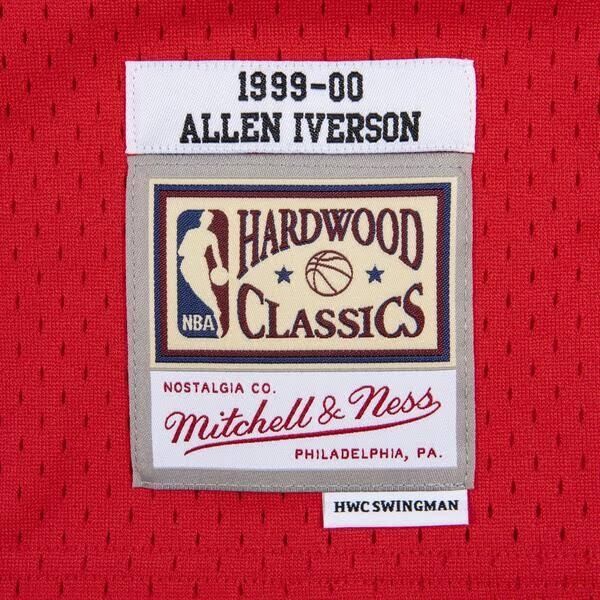 1999-00
ALLEN IVERSON
HARDWOOD
NBA
CLASSICS
NOSTALGIA CO.
Mitchell & Ness
PHILADELPHIA, PA.
HWC SWINGMAN